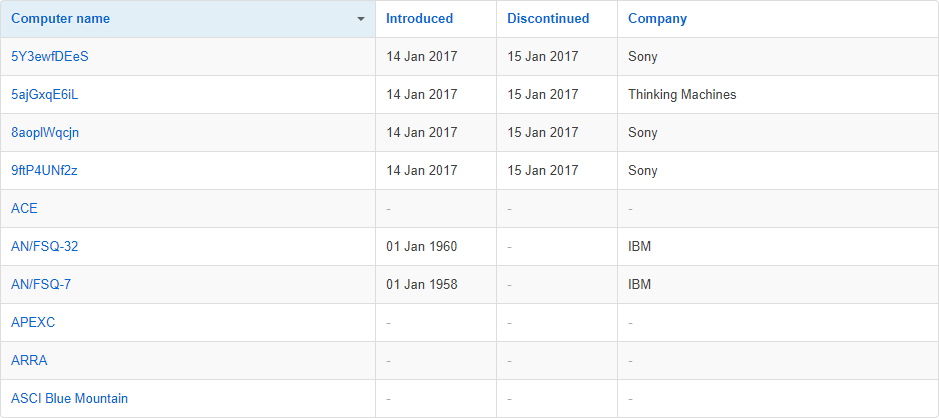 Computer name Introduced Discontinued Company
5Y3ewfDEeS 14 Jan 2017 15 Jan 2017 Sony
5ajGxqE6iL 14 Jan 2017 15 Jan 2017 Thinking Machines
8aoplWqcjn 14 Jan 2017 15 Jan 2017 Sony
9ftP4UNf2z 14 Jan 2017 15 Jan 2017 Sony
ACE - - -
AN/FSQ-32 01 Jan 1960 - IBM
AN/FSQ-7 01 Jan 1958 - IBM
APEXC - - -
ARRA - - -
ASCI Blue Mountain - - -